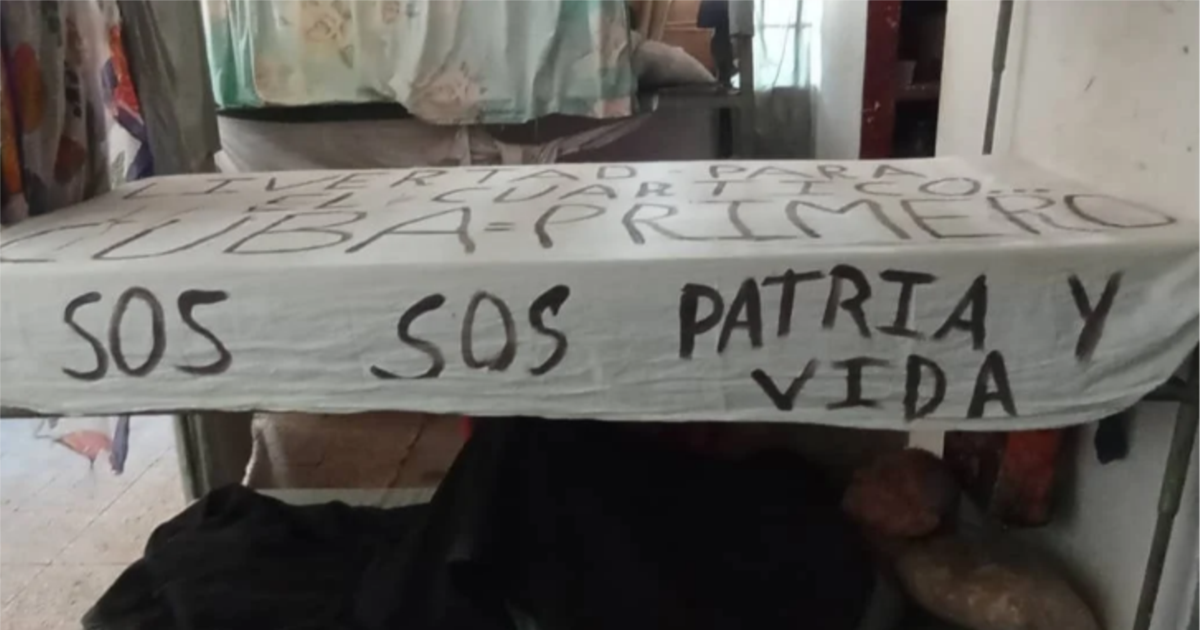 LIVERTAD PARA
EL CUARTICO...
CUBA=PRIMERO
SOS SOS PATRIA Y
VIDA